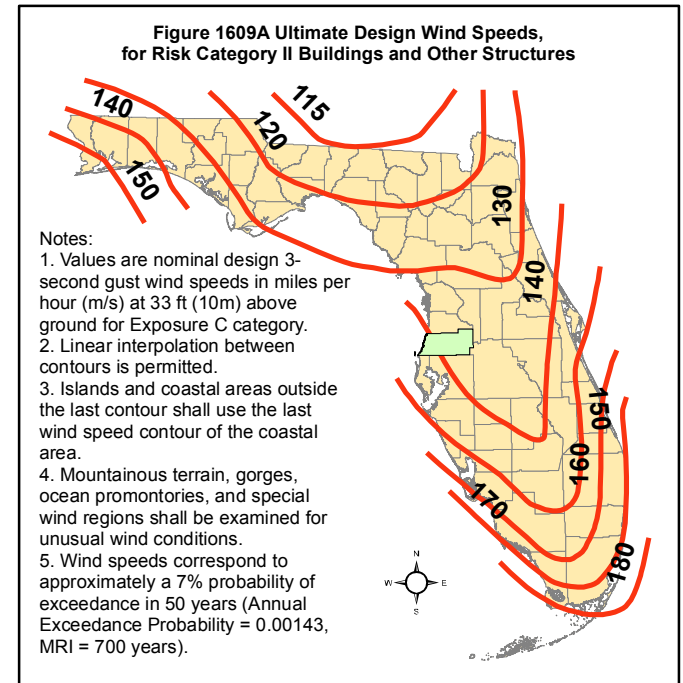 Figure 1609A Ultimate Design Wind Speeds,
for Risk Category II Buildings and Other Structures
140
115
120
150
130
140
Notes:
1. Values are nominal design 3-
second gust wind speeds in miles per
hour (m/s) at 33 ft (10m) above
ground for Exposure C category.
2. Linear interpolation between
contours is permitted.
3. Islands and coastal areas outside
the last contour shall use the last
wind speed contour of the coastal
area.
4. Mountainous terrain, gorges,
ocean promontories, and special
wind regions shall be examined for
unusual wind conditions.
5. Wind speeds correspond to
approximately a 7% probability of
exceedance in 50 years (Annual
Exceedance Probability = 0.00143,
MRI = 700 years).
150
160
170
180
N
W E
S